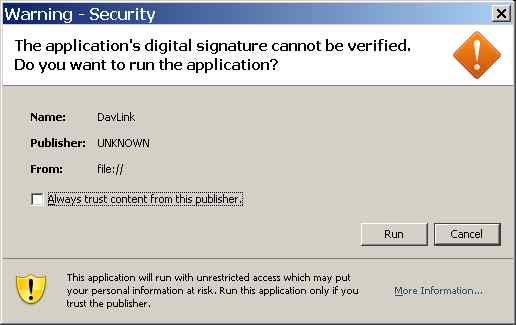 Warning - Security
The application's digital signature cannot be verified.
Do you want to run the application?
Name: DavLink
Publisher: UNKNOWN
From: file://
Always trust content from this publisher.
Run Cancel
This application will run with unrestricted access which may put
your personal information at risk. Run this application only if you
trust the publisher.
More Information...